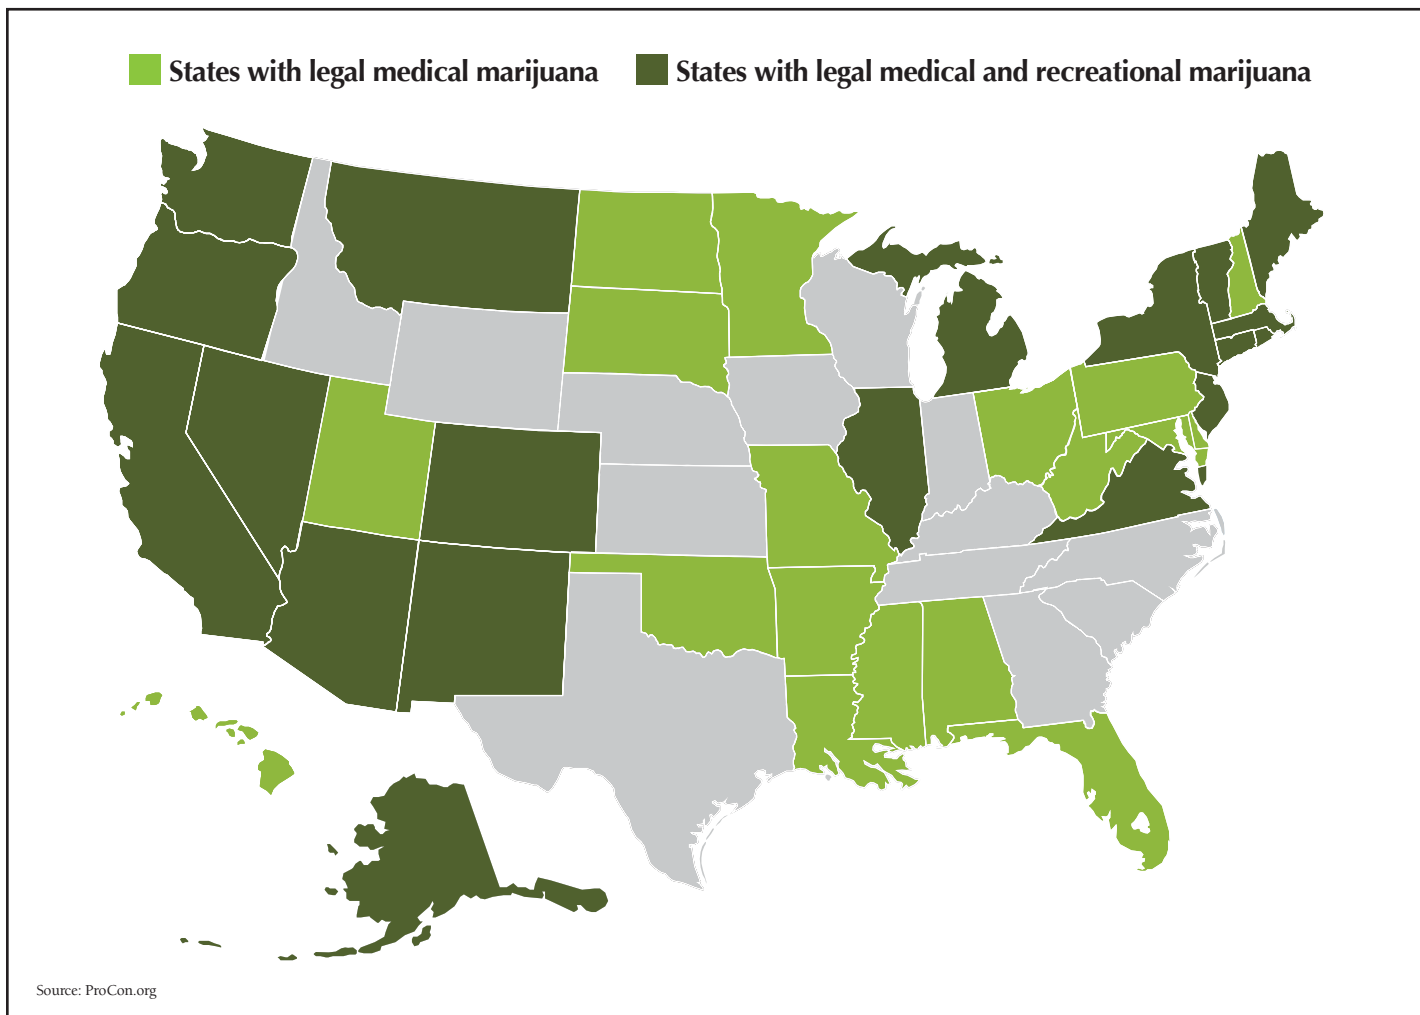 States with legal medical marijuana
States with legal medical and recreational marijuana
Source: ProCon.org